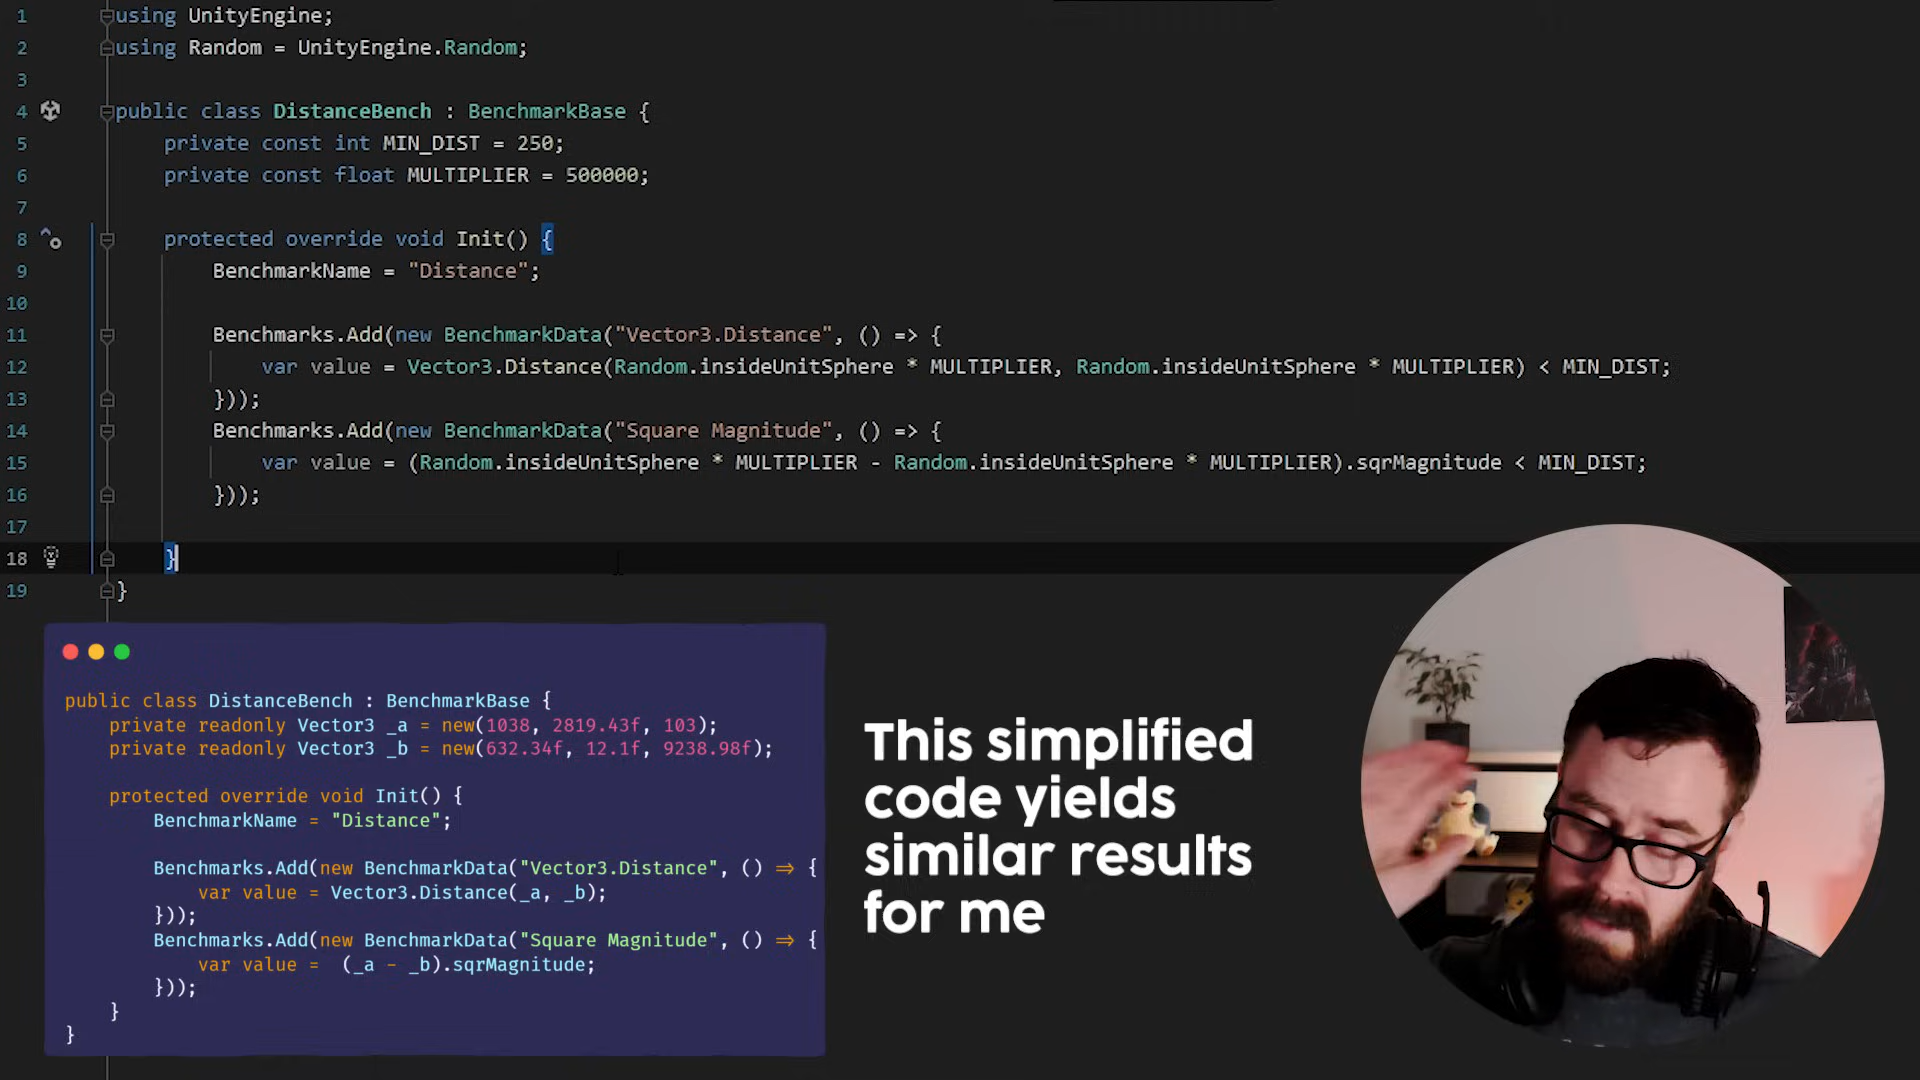 1 using UnityEngine;
2 using Random = UnityEngine.Random;
3
4 public class DistanceBench : BenchmarkBase {
5 private const int MIN_DIST = 250;
6 private const float MULTIPLIER = 500000;
7
8 protected override void Init() {
9 BenchmarkName = "Distance";
10
11 Benchmarks.Add(new BenchmarkData("Vector3.Distance", () => {
12 var value = Vector3.Distance(Random.insideUnitSphere * MULTIPLIER, Random.insideUnitSphere * MULTIPLIER) < MIN_DIST;
13 }));
14 Benchmarks.Add(new BenchmarkData("Square Magnitude", () => {
15 var value = (Random.insideUnitSphere * MULTIPLIER - Random.insideUnitSphere * MULTIPLIER).sqrMagnitude < MIN_DIST;
16 }));
17
18 }
19 }
public class DistanceBench : BenchmarkBase {
private readonly Vector3 _a = new(1038, 2819.43f, 103);
private readonly Vector3 _b = new(632.34f, 12.1f, 9238.98f);
protected override void Init() {
BenchmarkName = "Distance";
Benchmarks.Add(new BenchmarkData("Vector3.Distance", () => {
var value = Vector3.Distance(_a, _b);
}));
Benchmarks.Add(new BenchmarkData("Square Magnitude", () => {
var value = (_a - _b).sqrMagnitude;
}));
}
}
This simplified
code yields
similar results
for me